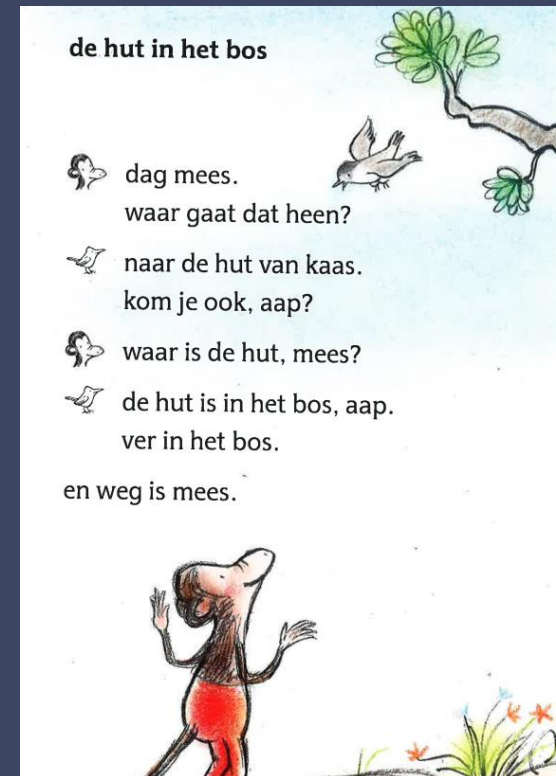 de hut in het bos
dag mees.
waar gaat dat heen?
naar de hut van kaas.
kom je ook, aap?
waar is de hut, mees?
de hut is in het bos, aap.
ver in het bos.
en weg is mees.